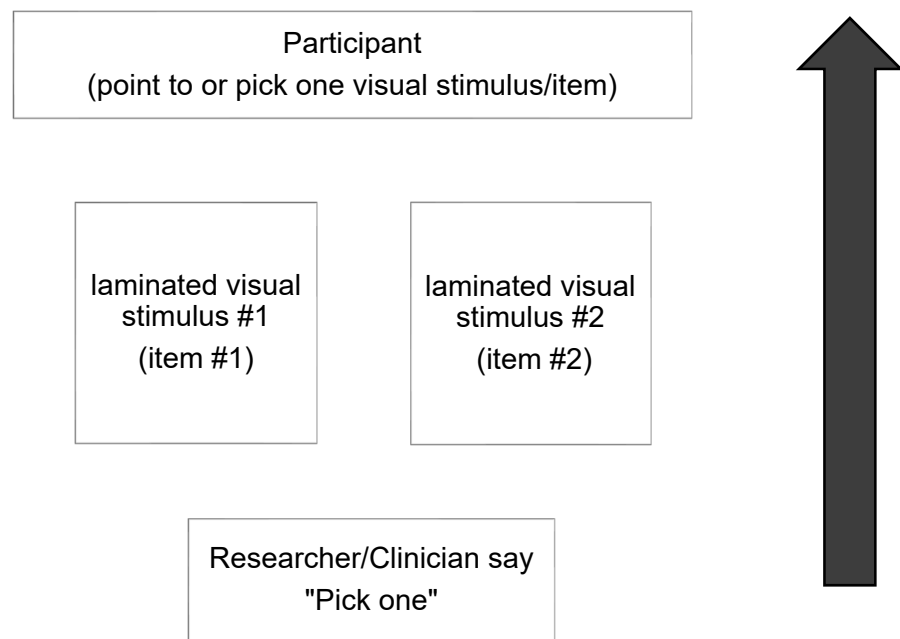 Participant
(point to or pick one visual stimulus/item)
laminated visual
stimulus #1
(item #1)
laminated visual
stimulus #2
(item #2)
Researcher/Clinician say
"Pick one"